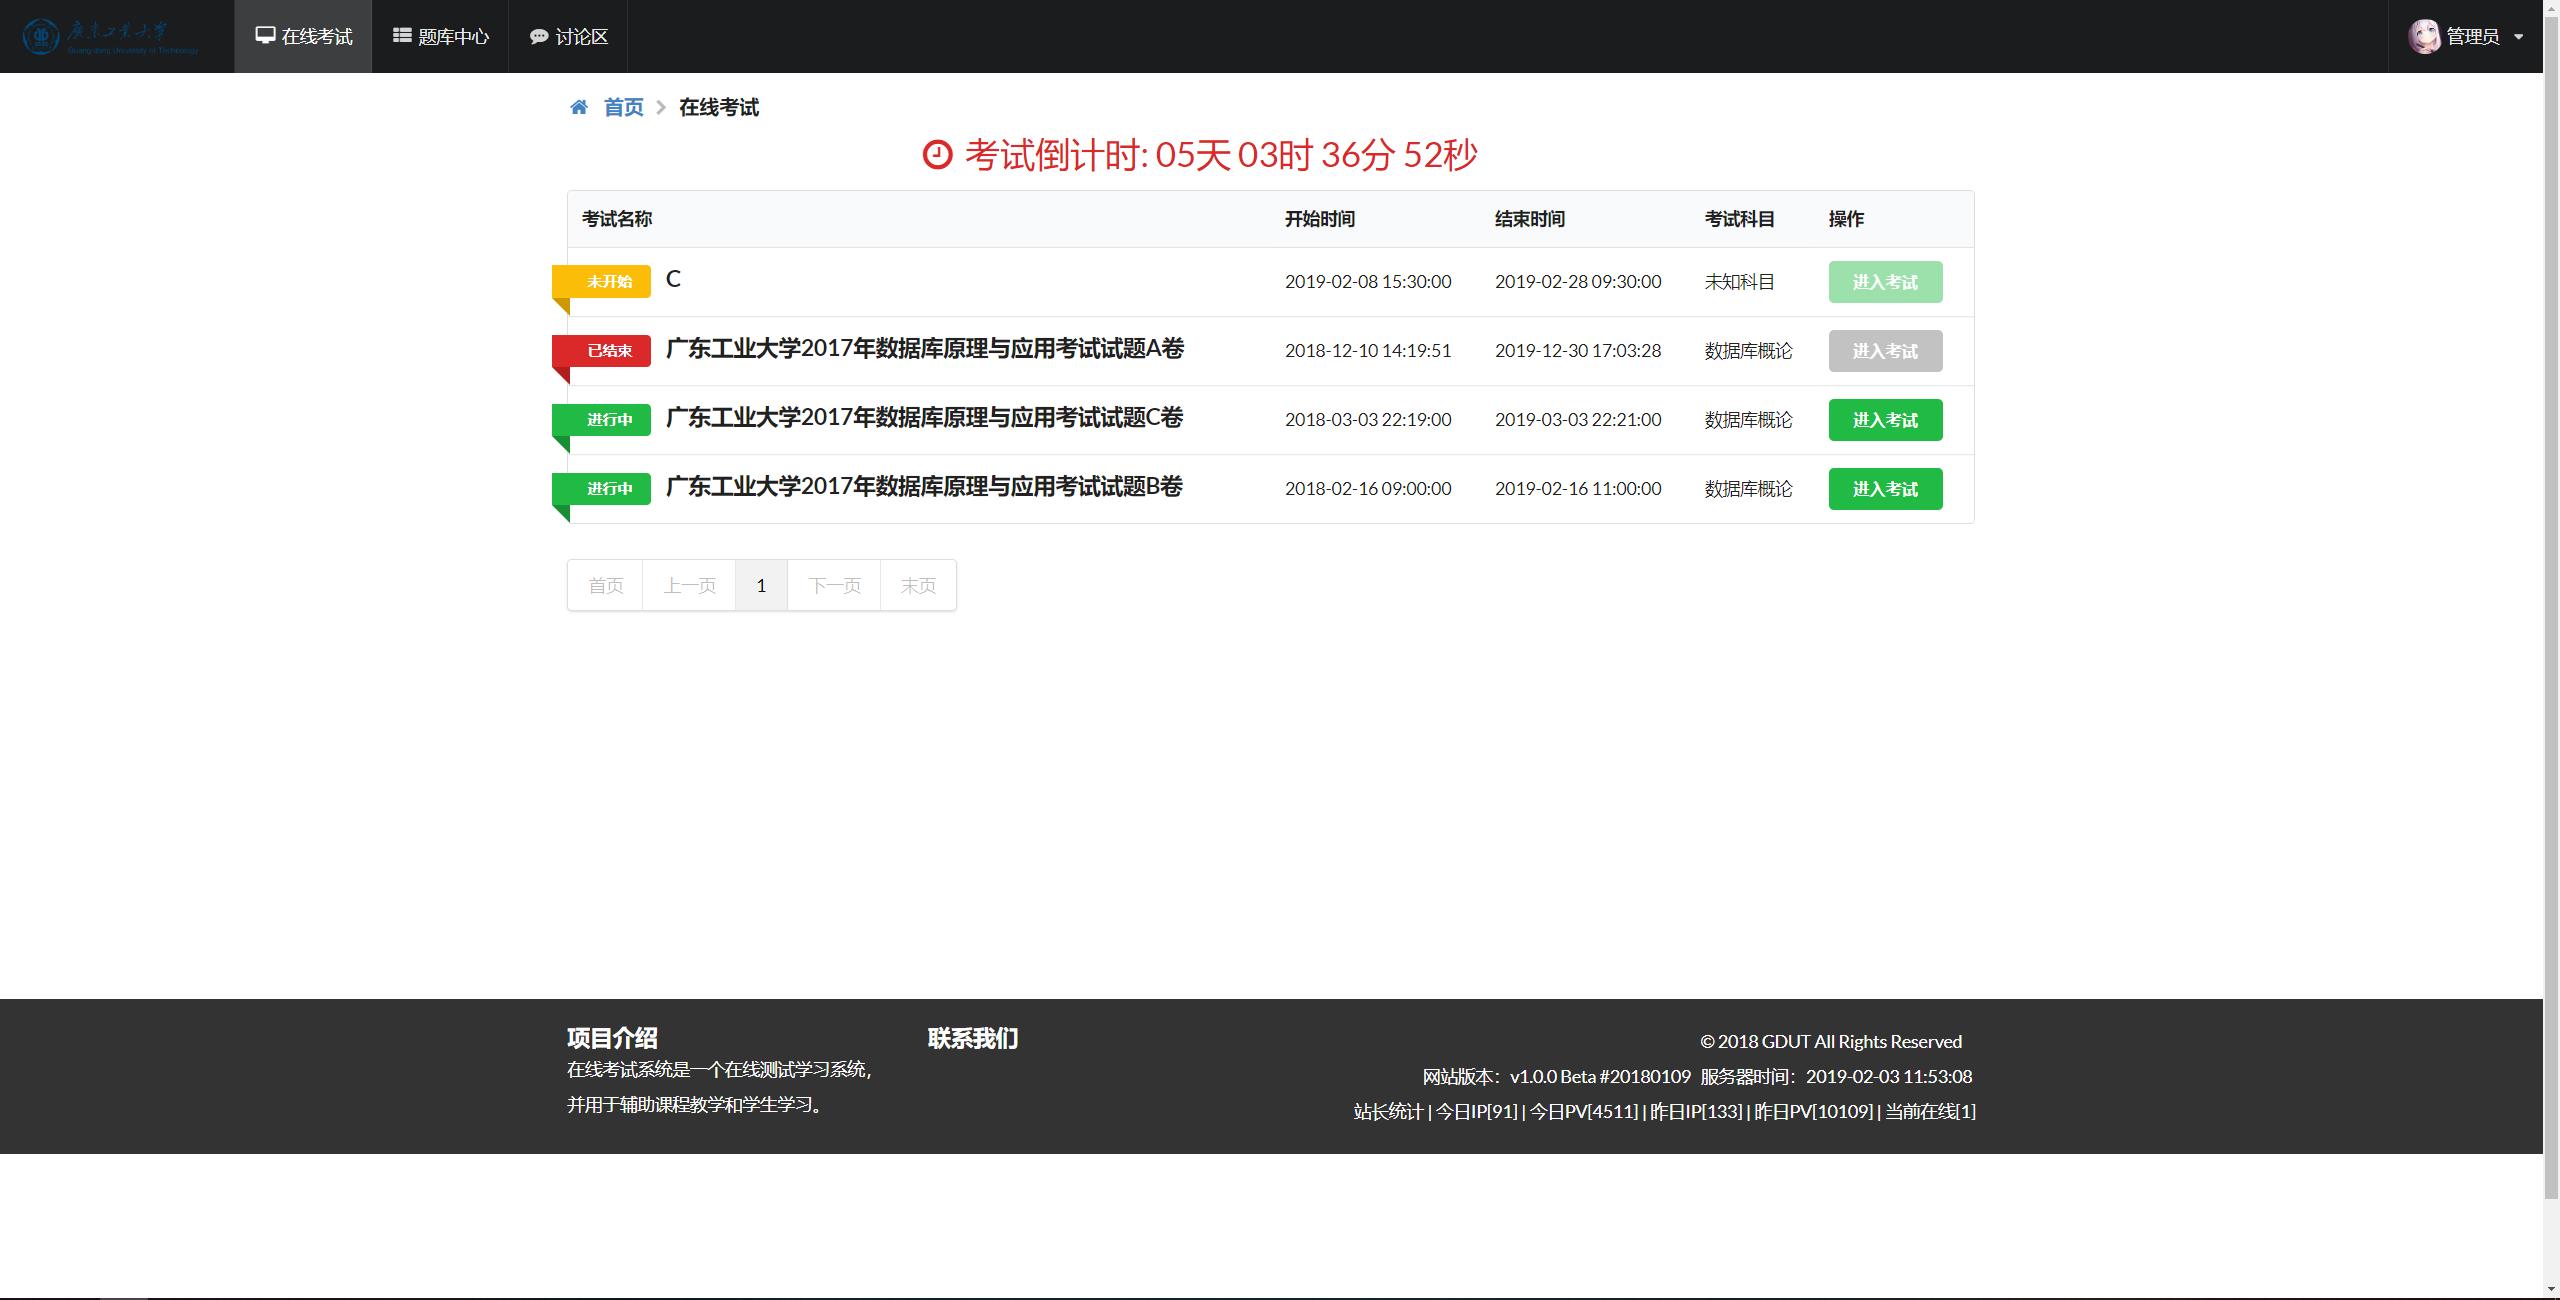 广东工业大学
Guang dong University of Technology
在线考试
题库中心
讨论区
管理员
首页
在线考试
考试倒计时: 05天 03时 36分 52秒
考试名称 开始时间 结束时间 考试科目 操作
未开始 C 2019-02-08 15:30:00 2019-02-28 09:30:00 未知科目 进入考试
已结束 广东工业大学2017年数据库原理与应用考试试题A卷 2018-12-10 14:19:51 2019-12-30 17:03:28 数据库概论 进入考试
进行中 广东工业大学2017年数据库原理与应用考试试题C卷 2018-03-03 22:19:00 2019-03-03 22:21:00 数据库概论 进入考试
进行中 广东工业大学2017年数据库原理与应用考试试题B卷 2018-02-16 09:00:00 2019-02-16 11:00:00 数据库概论 进入考试
首页 上一页 1 下一页 末页
项目介绍
在线考试系统是一个在线测试学习系统，
并用于辅助课程教学和学生学习。
联系我们
© 2018 GDUT All Rights Reserved
网站版本：v1.0.0 Beta #20180109 服务器时间：2019-02-03 11:53:08
站长统计 | 今日IP[91] | 今日PV[4511] | 昨日IP[133] | 昨日PV[10109] | 当前在线[1]